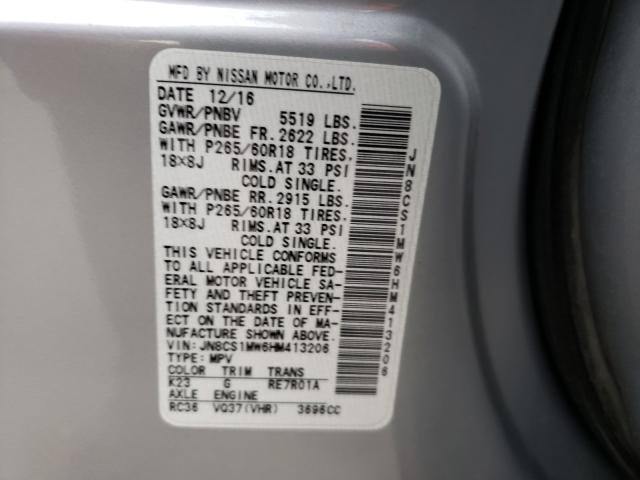 MFD BY NISSAN MOTOR CO.,LTD.
DATE 12/16
GVWR/PNBV 5519 LBS.
GAWR/PNBE FR. 2622 LBS.
WITH P265/60R18 TIRES.
18X8J RIMS. AT 33 PSI
COLD SINGLE.
GAWR/PNBE RR. 2915 LBS.
WITH P265/60R18 TIRES.
18X8J RIMS. AT 33 PSI
COLD SINGLE.
THIS VEHICLE CONFORMS
TO ALL APPLICABLE FED-
ERAL MOTOR VEHICLE SA-
FETY AND THEFT PREVEN-
TION STANDARDS IN EFF-
ECT ON THE DATE OF MA-
NUFACTURE SHOWN ABOVE.
VIN: JN8CS1MW6HM413206
TYPE: MPV
COLOR TRIM TRANS
K23 G RE7R01A
AXLE ENGINE
RC36 VQ37(VHR) 3696CC
JN8CS1MW6HM413206